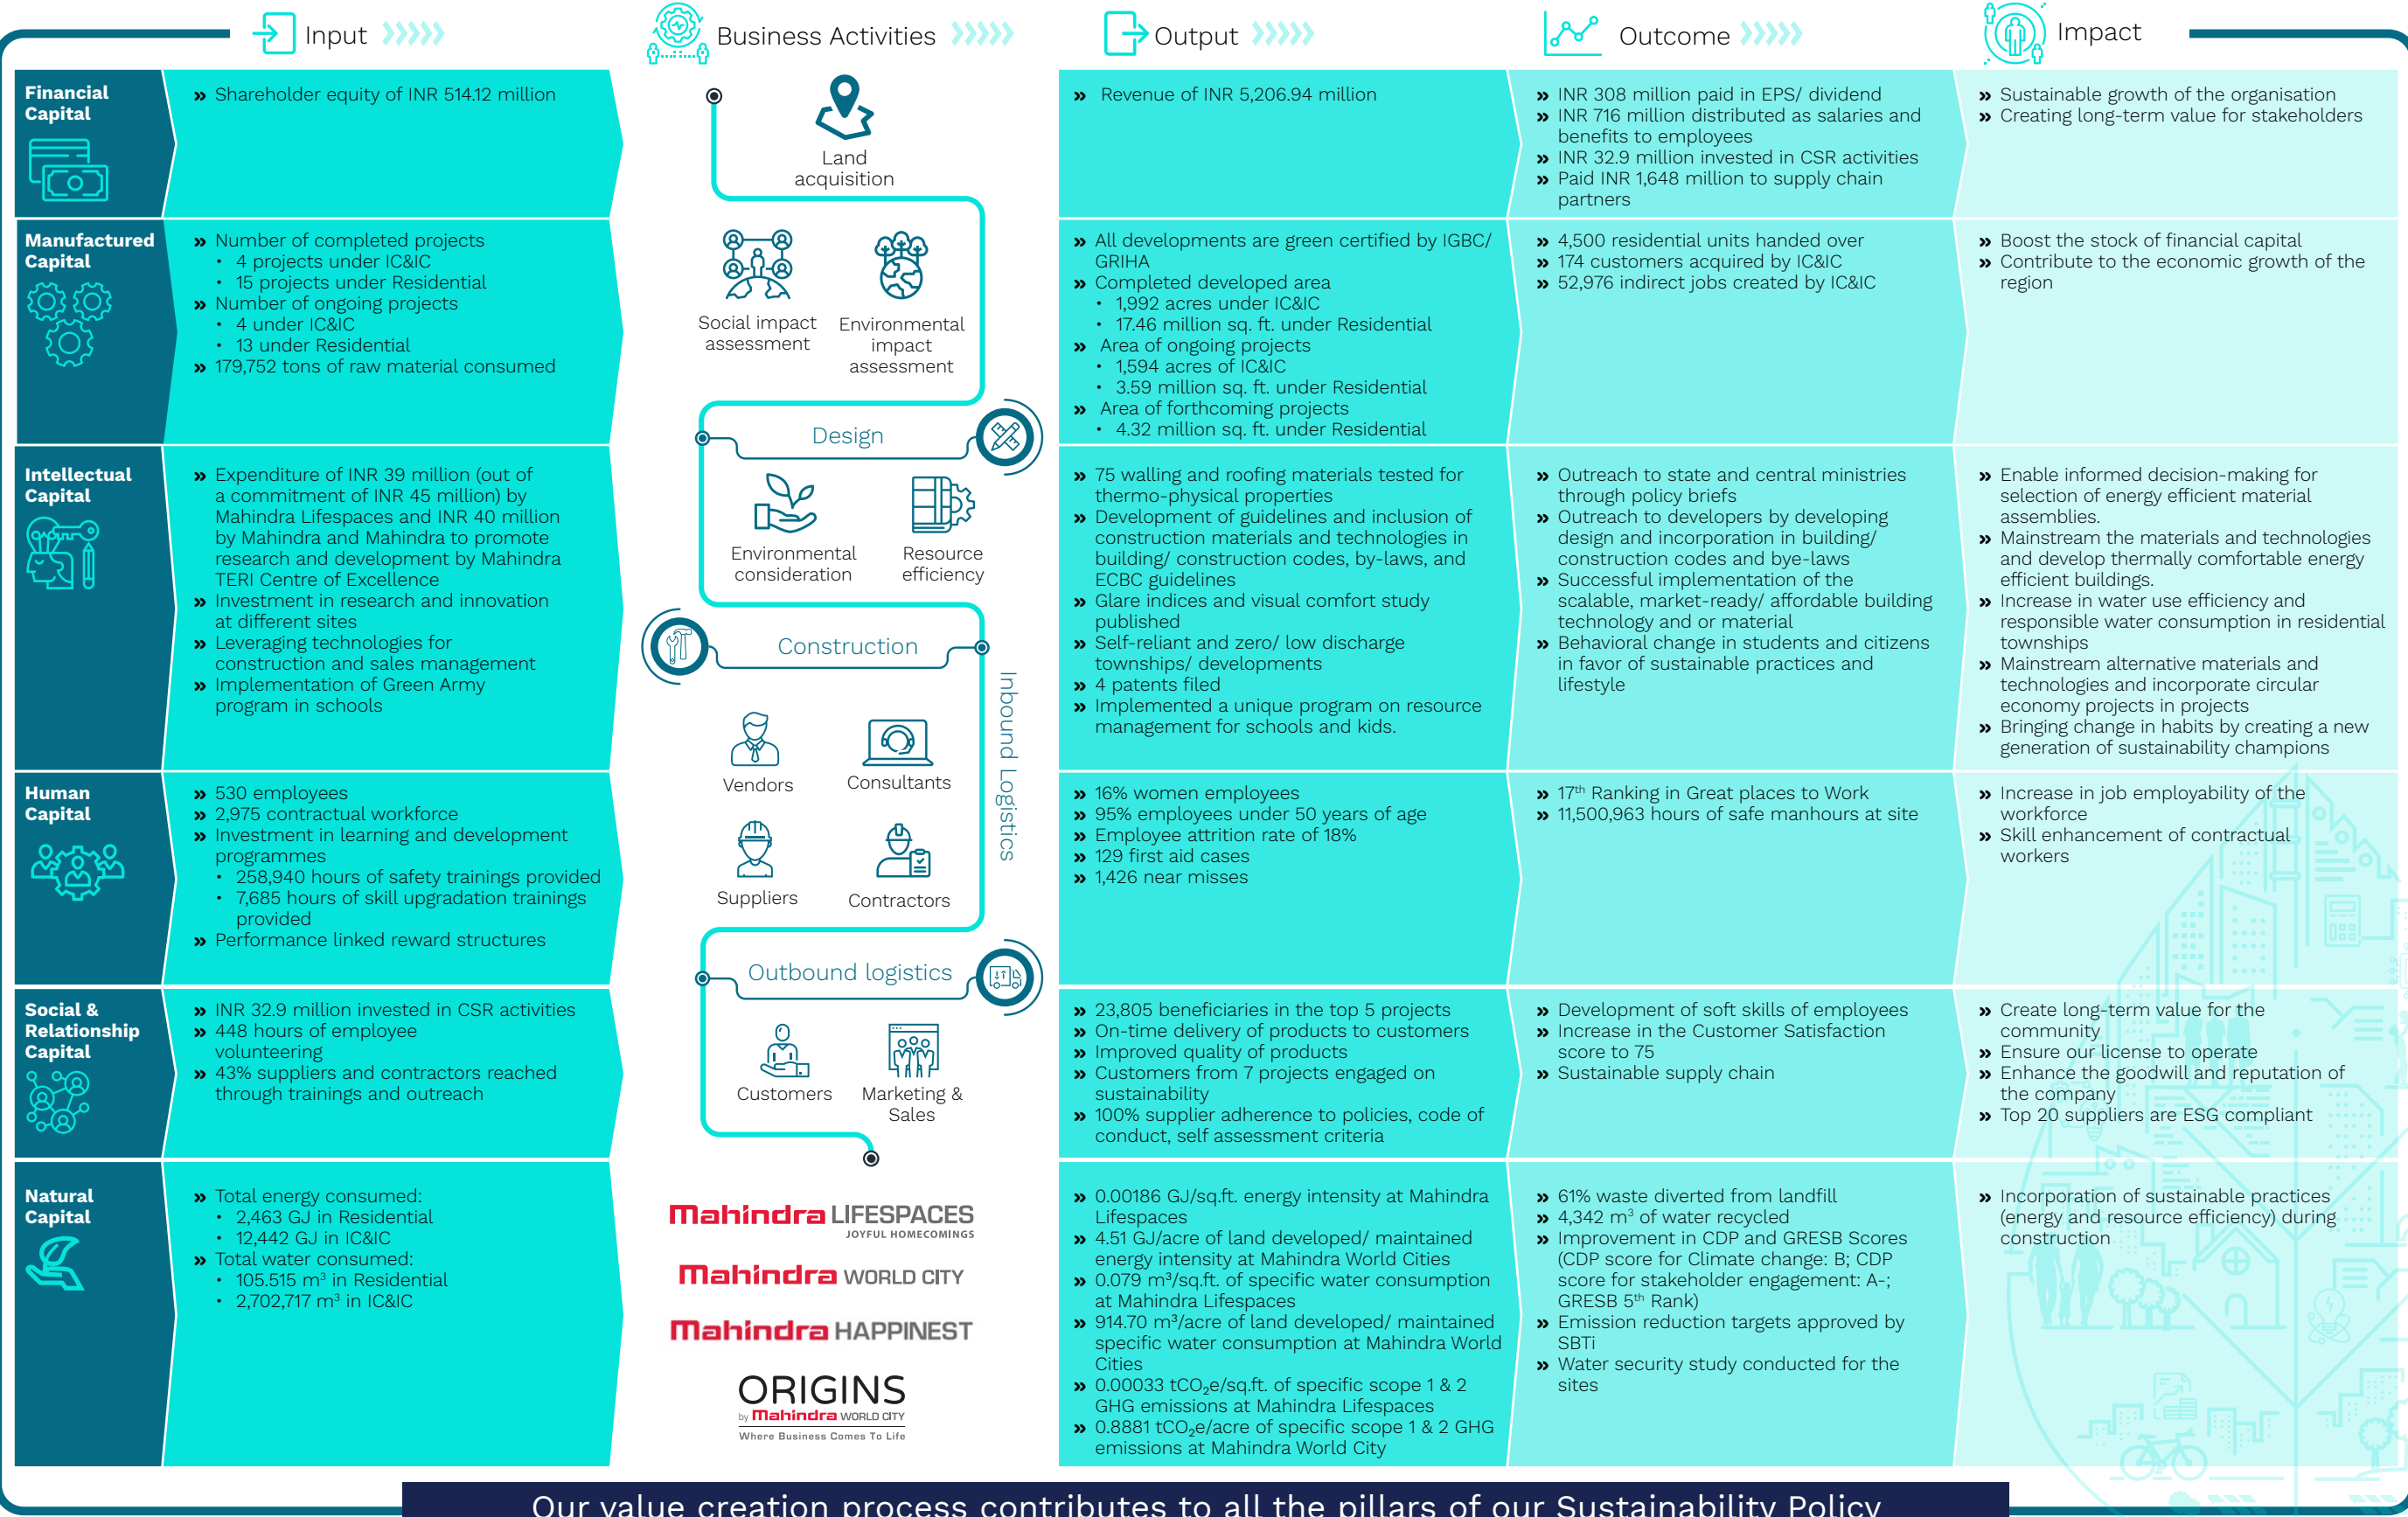 Input
Business Activities
Output
Outcome
Impact
Financial
Capital
» Shareholder equity of INR 514.12 million
Land
acquisition
» Revenue of INR 5,206.94 million
» INR 308 million paid in EPS/ dividend
» INR 716 million distributed as salaries and
benefits to employees
» INR 32.9 million invested in CSR activities
» Paid INR 1,648 million to supply chain
partners
» Sustainable growth of the organisation
» Creating long-term value for stakeholders
Manufactured
Capital
» Number of completed projects
• 4 projects under IC&IC
• 15 projects under Residential
» Number of ongoing projects
• 4 under IC&IC
• 13 under Residential
» 179,752 tons of raw material consumed
Social impact
assessment
Environmental
impact
assessment
Design
» All developments are green certified by IGBC/
GRIHA
» Completed developed area
• 1,992 acres under IC&IC
• 17.46 million sq. ft. under Residential
» Area of ongoing projects
• 1,594 acres of IC&IC
• 3.59 million sq. ft. under Residential
» Area of forthcoming projects
• 4.32 million sq. ft. under Residential
» 4,500 residential units handed over
» 174 customers acquired by IC&IC
» 52,976 indirect jobs created by IC&IC
» Boost the stock of financial capital
» Contribute to the economic growth of the
region
Intellectual
Capital
» Expenditure of INR 39 million (out of
a commitment of INR 45 million) by
Mahindra Lifespaces and INR 40 million
by Mahindra and Mahindra to promote
research and development by Mahindra
TERI Centre of Excellence
» Investment in research and innovation
at different sites
» Leveraging technologies for
construction and sales management
» Implementation of Green Army
program in schools
Environmental
consideration
Resource
efficiency
Construction
Inbound Logistics
» 75 walling and roofing materials tested for
thermo-physical properties
» Development of guidelines and inclusion of
construction materials and technologies in
building/ construction codes, by-laws, and
ECBC guidelines
» Glare indices and visual comfort study
published
» Self-reliant and zero/ low discharge
townships/ developments
» 4 patents filed
» Implemented a unique program on resource
management for schools and kids.
» Outreach to state and central ministries
through policy briefs
» Outreach to developers by developing
design and incorporation in building/
construction codes and bye-laws
» Successful implementation of the
scalable, market-ready/ affordable building
technology and or material
» Behavioral change in students and citizens
in favor of sustainable practices and
lifestyle
» Enable informed decision-making for
selection of energy efficient material
assemblies.
» Mainstream the materials and technologies
and develop thermally comfortable energy
efficient buildings.
» Increase in water use efficiency and
responsible water consumption in residential
townships
» Mainstream alternative materials and
technologies and incorporate circular
economy projects in projects
» Bringing change in habits by creating a new
generation of sustainability champions
Human
Capital
» 530 employees
» 2,975 contractual workforce
» Investment in learning and development
programmes
• 258,940 hours of safety trainings provided
• 7,685 hours of skill upgradation trainings
provided
» Performance linked reward structures
Vendors
Consultants
Suppliers
Contractors
Outbound logistics
» 16% women employees
» 95% employees under 50 years of age
» Employee attrition rate of 18%
» 129 first aid cases
» 1,426 near misses
» 17th Ranking in Great places to Work
» 11,500,963 hours of safe manhours at site
» Increase in job employability of the
workforce
» Skill enhancement of contractual
workers
Social &
Relationship
Capital
» INR 32.9 million invested in CSR activities
» 448 hours of employee
volunteering
» 43% suppliers and contractors reached
through trainings and outreach
Customers
Marketing &
Sales
» 23,805 beneficiaries in the top 5 projects
» On-time delivery of products to customers
» Improved quality of products
» Customers from 7 projects engaged on
sustainability
» 100% supplier adherence to policies, code of
conduct, self assessment criteria
» Development of soft skills of employees
» Increase in the Customer Satisfaction
score to 75
» Sustainable supply chain
» Create long-term value for the
community
» Ensure our license to operate
» Enhance the goodwill and reputation of
the company
» Top 20 suppliers are ESG compliant
Natural
Capital
» Total energy consumed:
• 2,463 GJ in Residential
• 12,442 GJ in IC&IC
» Total water consumed:
• 105.515 m³ in Residential
• 2,702,717 m³ in IC&IC
Mahindra LIFESPACES
JOYFUL HOMECOMINGS
Mahindra WORLD CITY
Mahindra HAPPINEST
ORIGINS
by Mahindra WORLD CITY
Where Business Comes To Life
» 0.00186 GJ/sq.ft. energy intensity at Mahindra
Lifespaces
» 4.51 GJ/acre of land developed/ maintained
energy intensity at Mahindra World Cities
» 0.079 m³/sq.ft. of specific water consumption
at Mahindra Lifespaces
» 914.70 m³/acre of land developed/ maintained
specific water consumption at Mahindra World
Cities
» 0.00033 tCO₂e/sq.ft. of specific scope 1 & 2
GHG emissions at Mahindra Lifespaces
» 0.8881 tCO₂e/acre of specific scope 1 & 2 GHG
emissions at Mahindra World City
» 61% waste diverted from landfill
» 4,342 m³ of water recycled
» Improvement in CDP and GRESB Scores
(CDP score for Climate change: B; CDP
score for stakeholder engagement: A-;
GRESB 5th Rank)
» Emission reduction targets approved by
SBTi
» Water security study conducted for the
sites
» Incorporation of sustainable practices
(energy and resource efficiency) during
construction
Our value creation process contributes to all the pillars of our Sustainability Policy